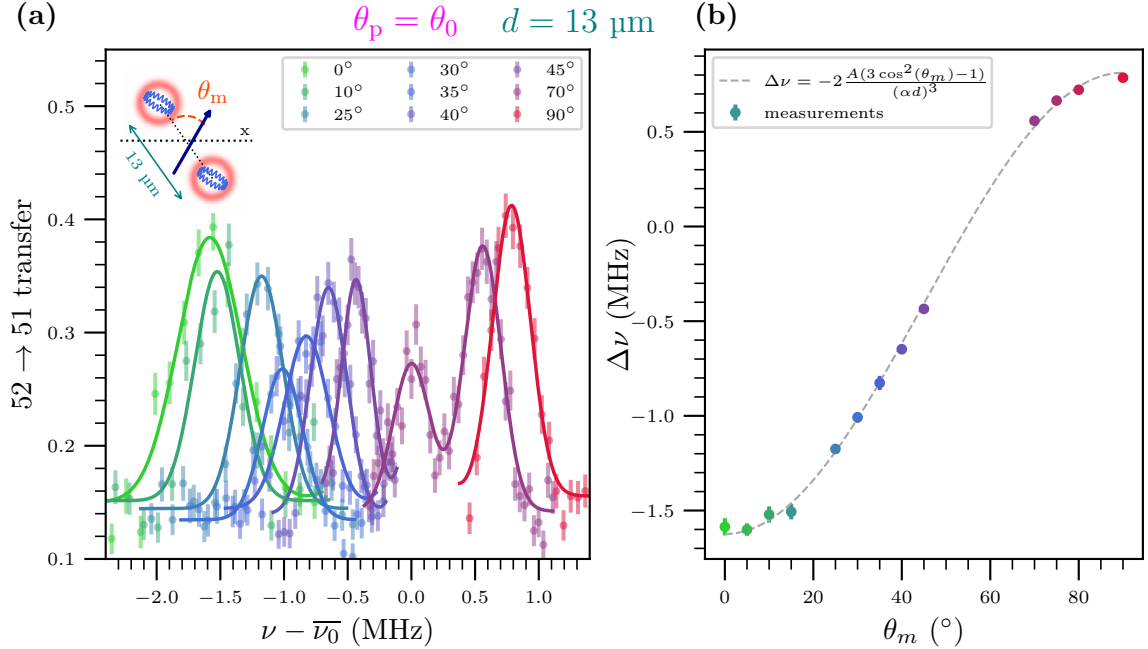 (a)
θp = θ0 d = 13 μm
(b)
0° 30° 45°
10° 35° 70°
25° 40° 90°
θm
x
13 μm
52 → 51 transfer
0.5
0.4
0.3
0.2
0.1
−2.0 −1.5 −1.0 −0.5 0.0 0.5 1.0
ν − ν̅0 (MHz)
Δν = −2 A(3 cos²(θm)−1)/(αd)³
measurements
Δν (MHz)
0.5
0.0
−0.5
−1.0
−1.5
0 20 40 60 80
θm (°)